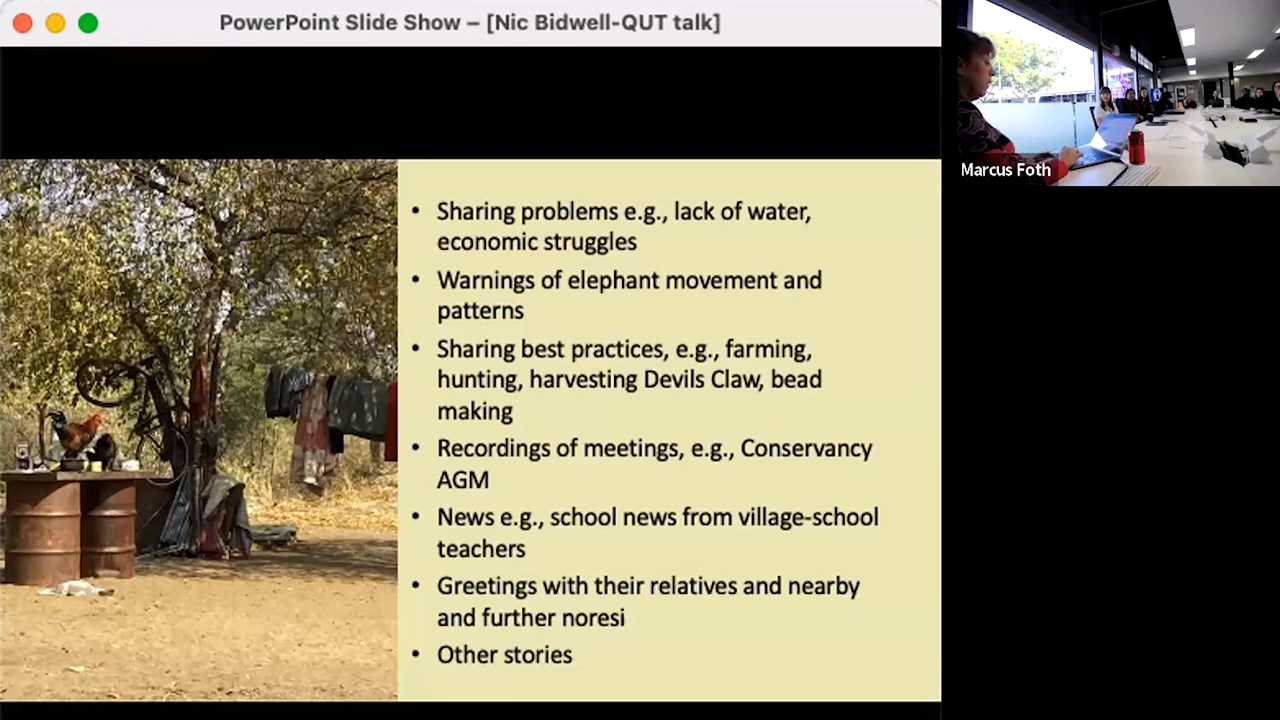 PowerPoint Slide Show – [Nic Bidwell-QUT talk]
• Sharing problems e.g., lack of water,
economic struggles
• Warnings of elephant movement and
patterns
• Sharing best practices, e.g., farming,
hunting, harvesting Devils Claw, bead
making
• Recordings of meetings, e.g., Conservancy
AGM
• News e.g., school news from village-school
teachers
• Greetings with their relatives and nearby
and further noresi
• Other stories
Marcus Foth